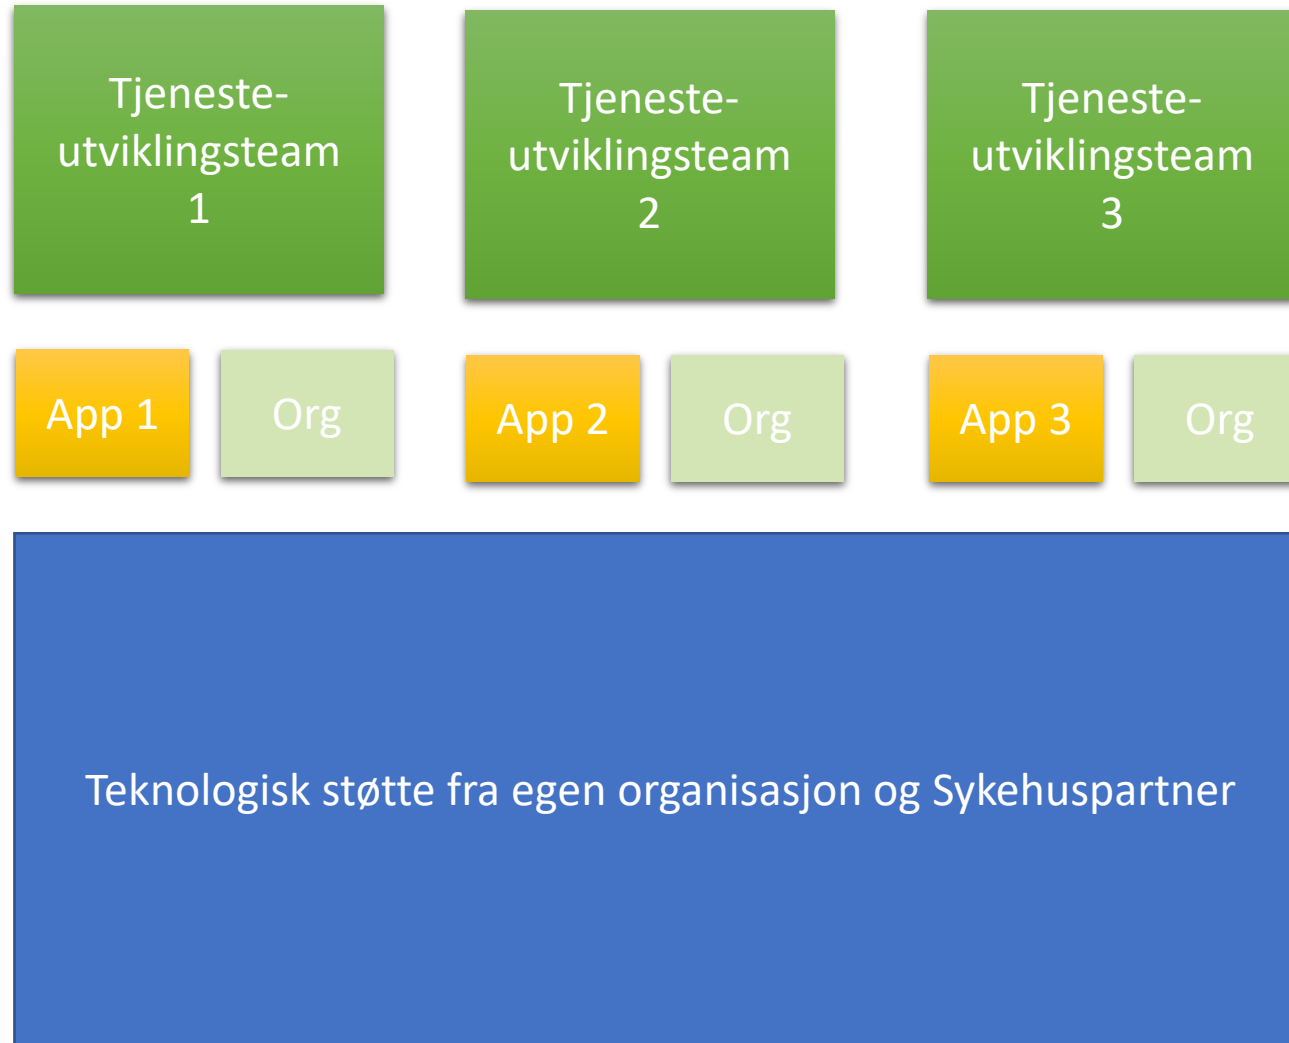 Tjeneste-
utviklingsteam
1
Tjeneste-
utviklingsteam
2
Tjeneste-
utviklingsteam
3
App 1
Org
App 2
Org
App 3
Org
Teknologisk støtte fra egen organisasjon og Sykehuspartner